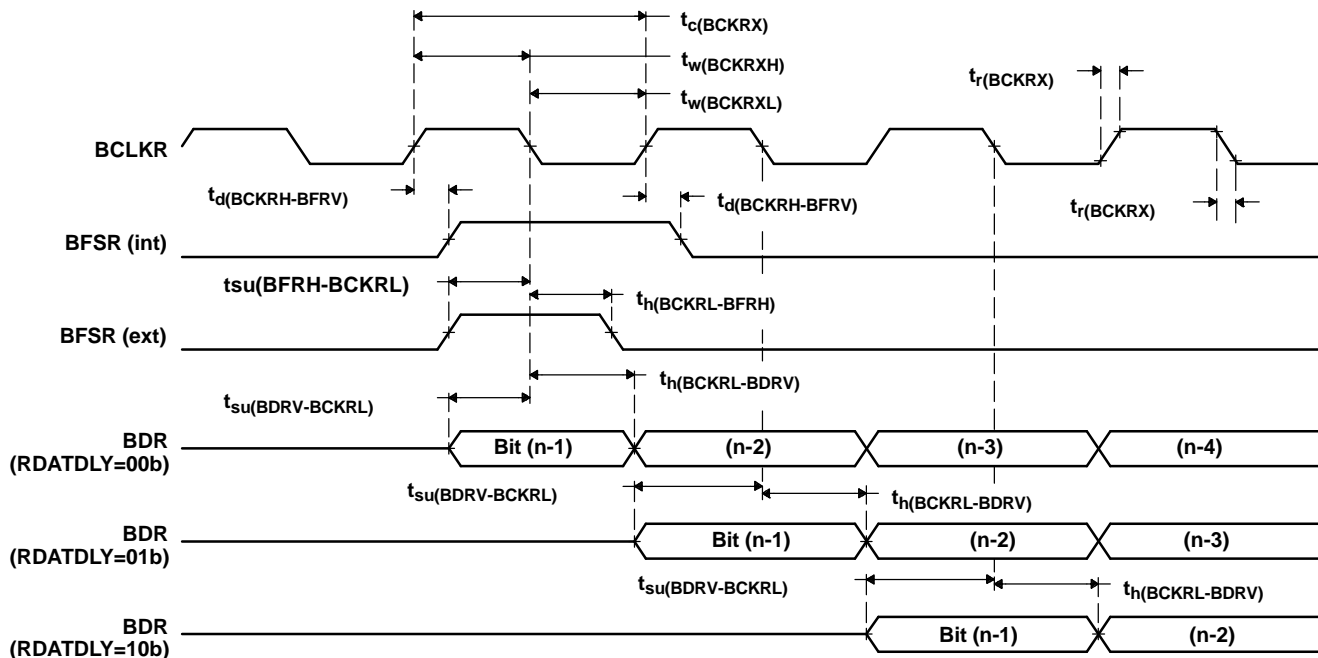 tc(BCKRX)
tw(BCKRXH)
tr(BCKRX)
tw(BCKRXL)
BCLKR
td(BCKRH-BFRV)
td(BCKRH-BFRV)
tr(BCKRX)
BFSR (int)
tsu(BFRH-BCKRL)
th(BCKRL-BFRH)
BFSR (ext)
th(BCKRL-BDRV)
tsu(BDRV-BCKRL)
BDR
(RDATDLY=00b)
Bit (n-1) (n-2) (n-3) (n-4)
tsu(BDRV-BCKRL)
th(BCKRL-BDRV)
BDR
(RDATDLY=01b)
Bit (n-1) (n-2) (n-3)
tsu(BDRV-BCKRL)
th(BCKRL-BDRV)
BDR
(RDATDLY=10b)
Bit (n-1) (n-2)